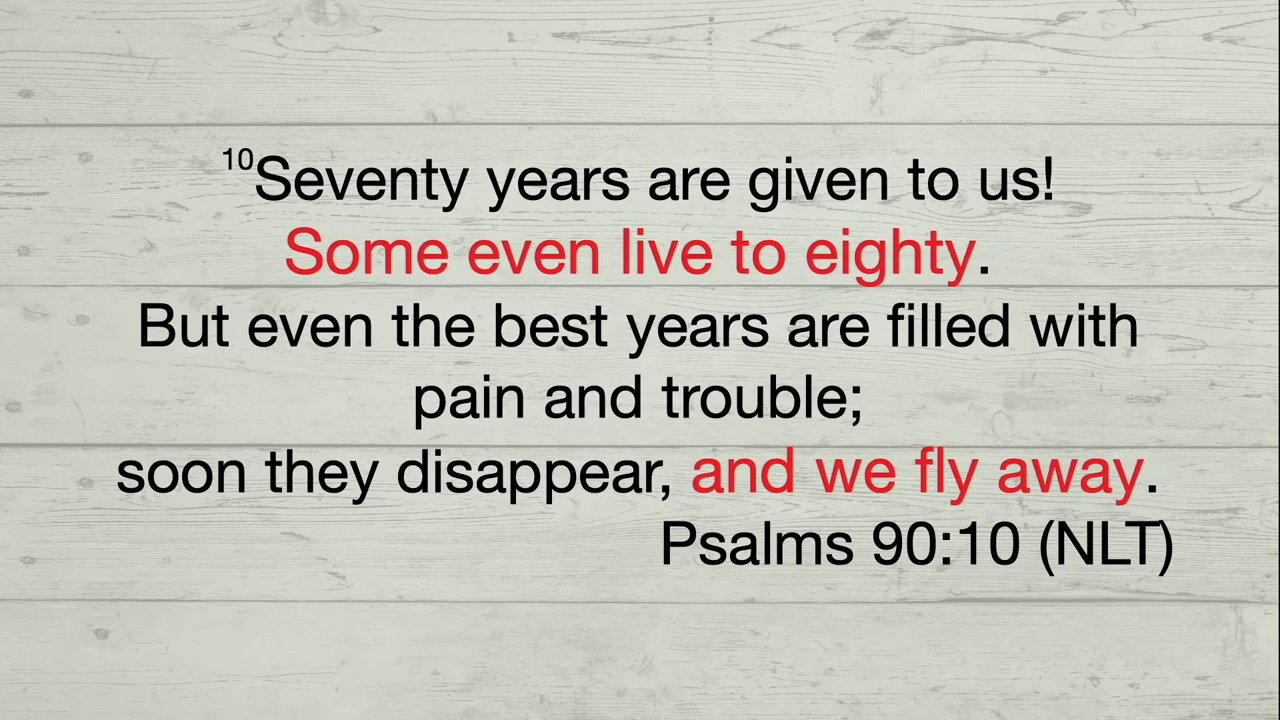 ¹⁰Seventy years are given to us!
Some even live to eighty.
But even the best years are filled with
pain and trouble;
soon they disappear, and we fly away.
Psalms 90:10 (NLT)